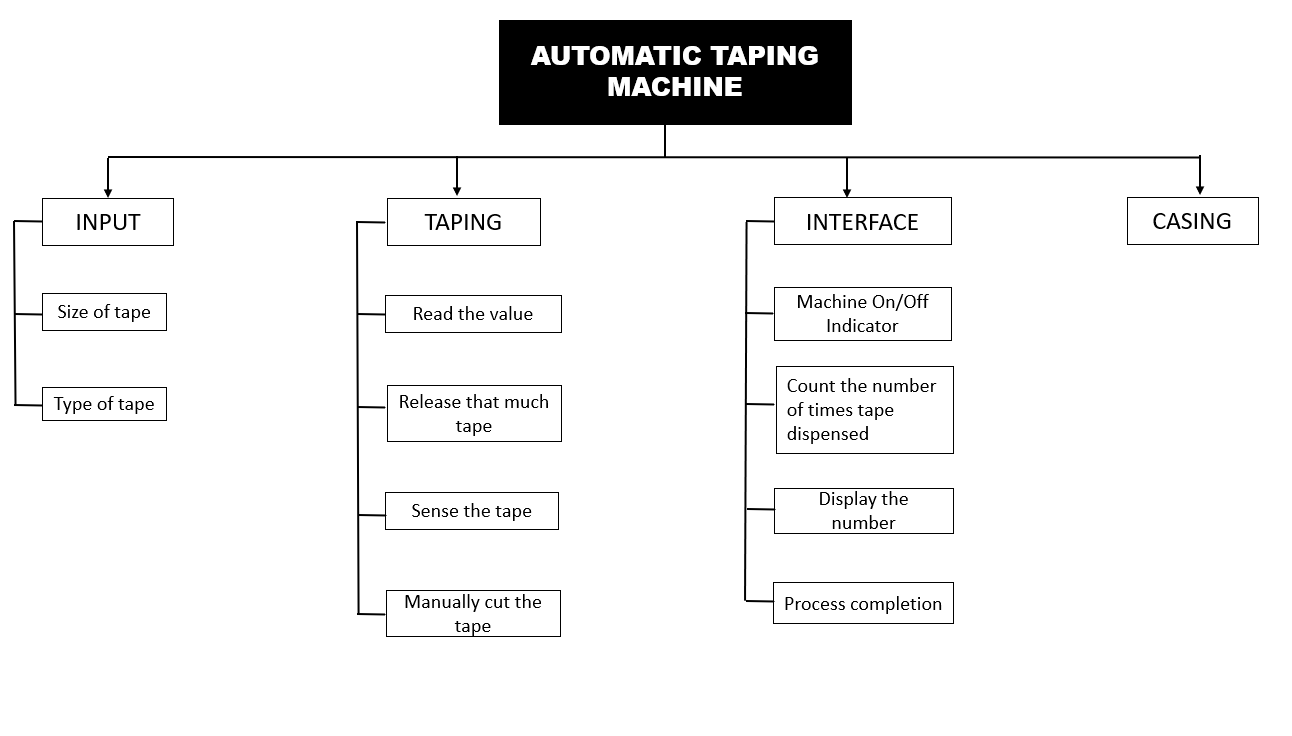 AUTOMATIC TAPING
MACHINE
INPUT
Size of tape
Type of tape
TAPING
Read the value
Release that much
tape
Sense the tape
Manually cut the
tape
INTERFACE
Machine On/Off
Indicator
Count the number
of times tape
dispensed
Display the
number
Process completion
CASING